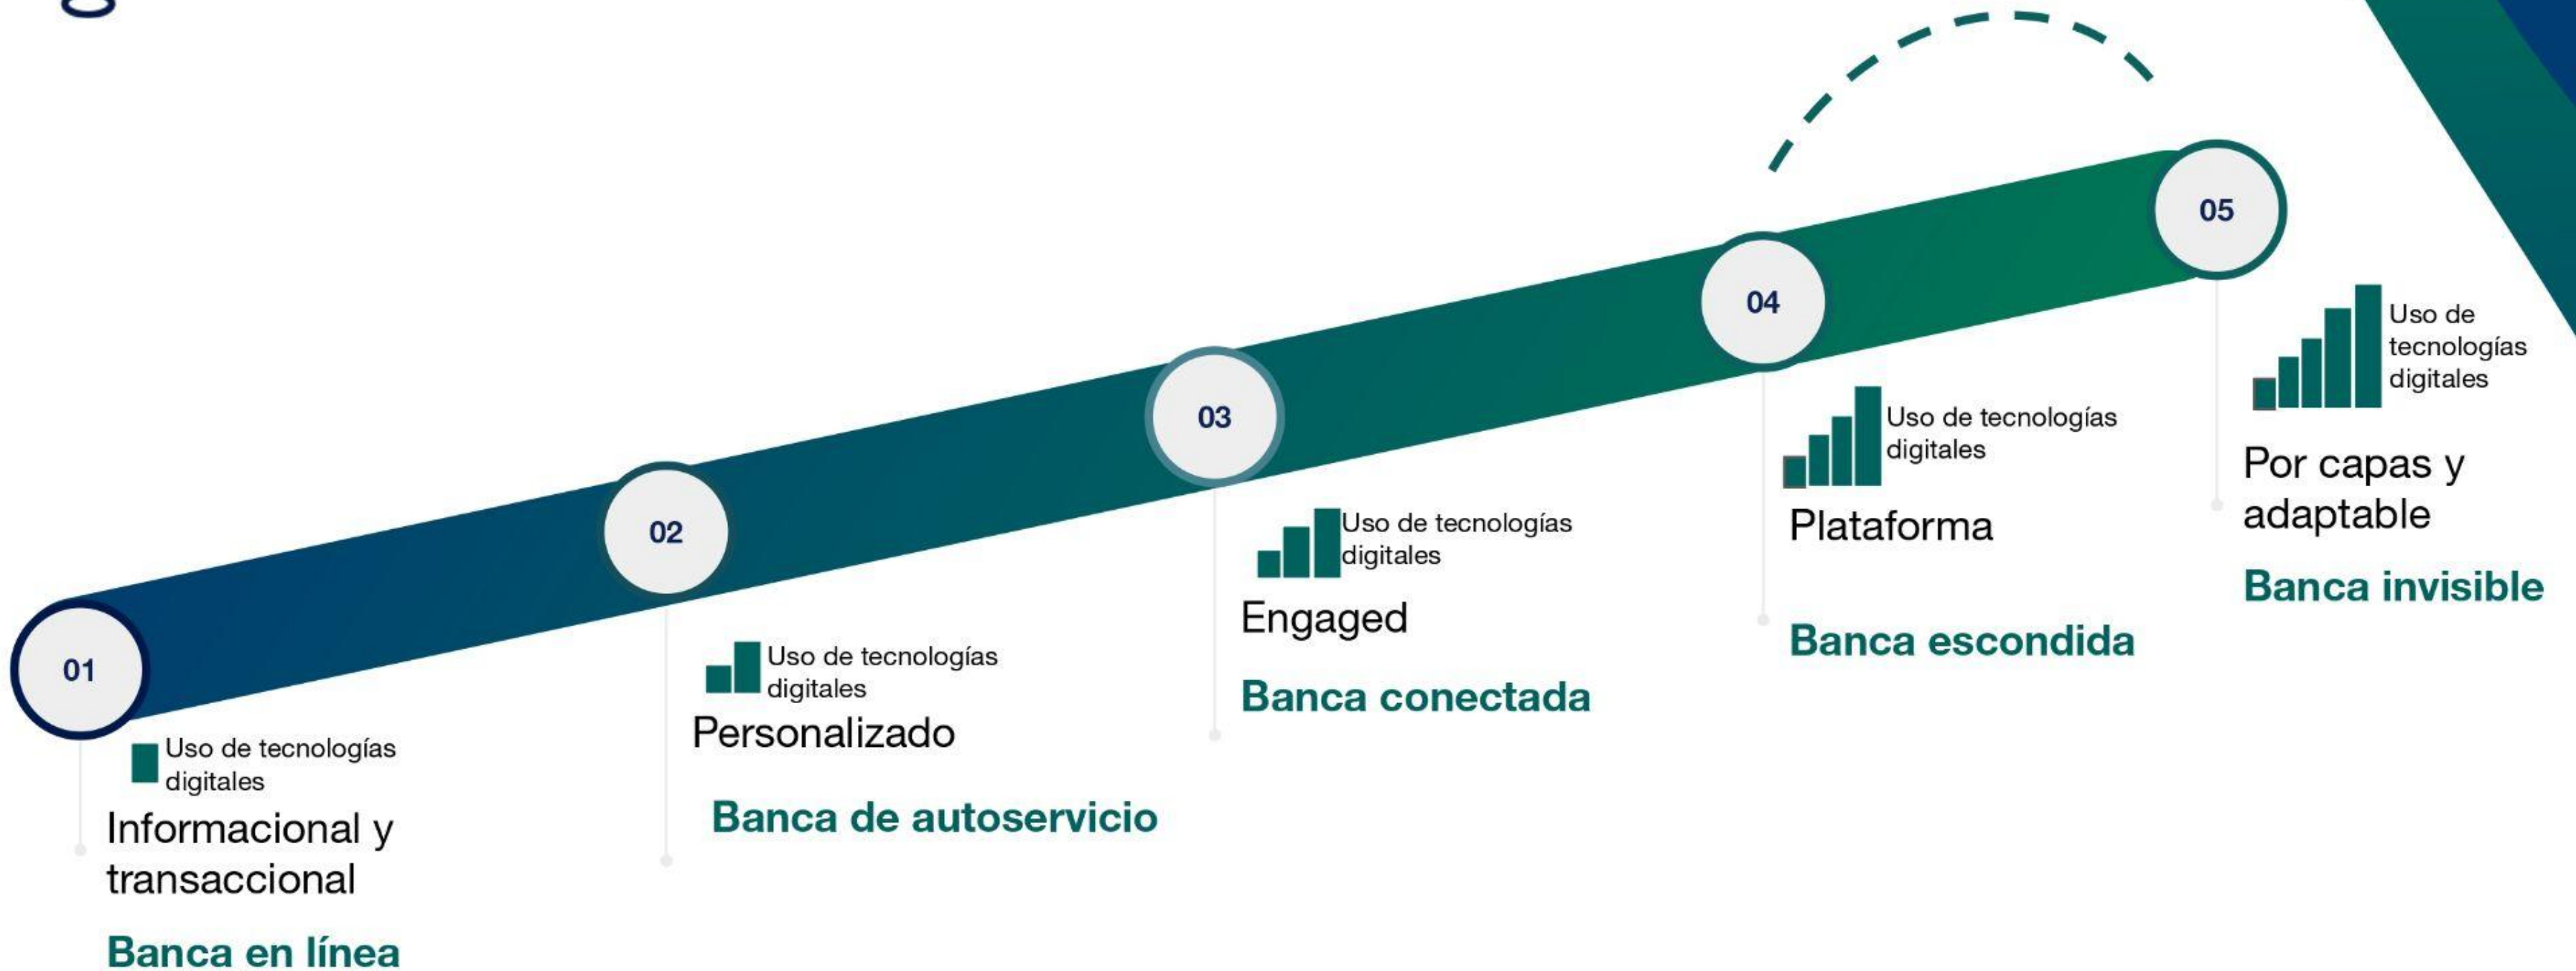 01
Uso de tecnologías
digitales
Informacional y
transaccional
Banca en línea
02
Uso de tecnologías
digitales
Personalizado
Banca de autoservicio
03
Uso de tecnologías
digitales
Engaged
Banca conectada
04
Uso de tecnologías
digitales
Plataforma
Banca escondida
05
Uso de
tecnologías
digitales
Por capas y
adaptable
Banca invisible